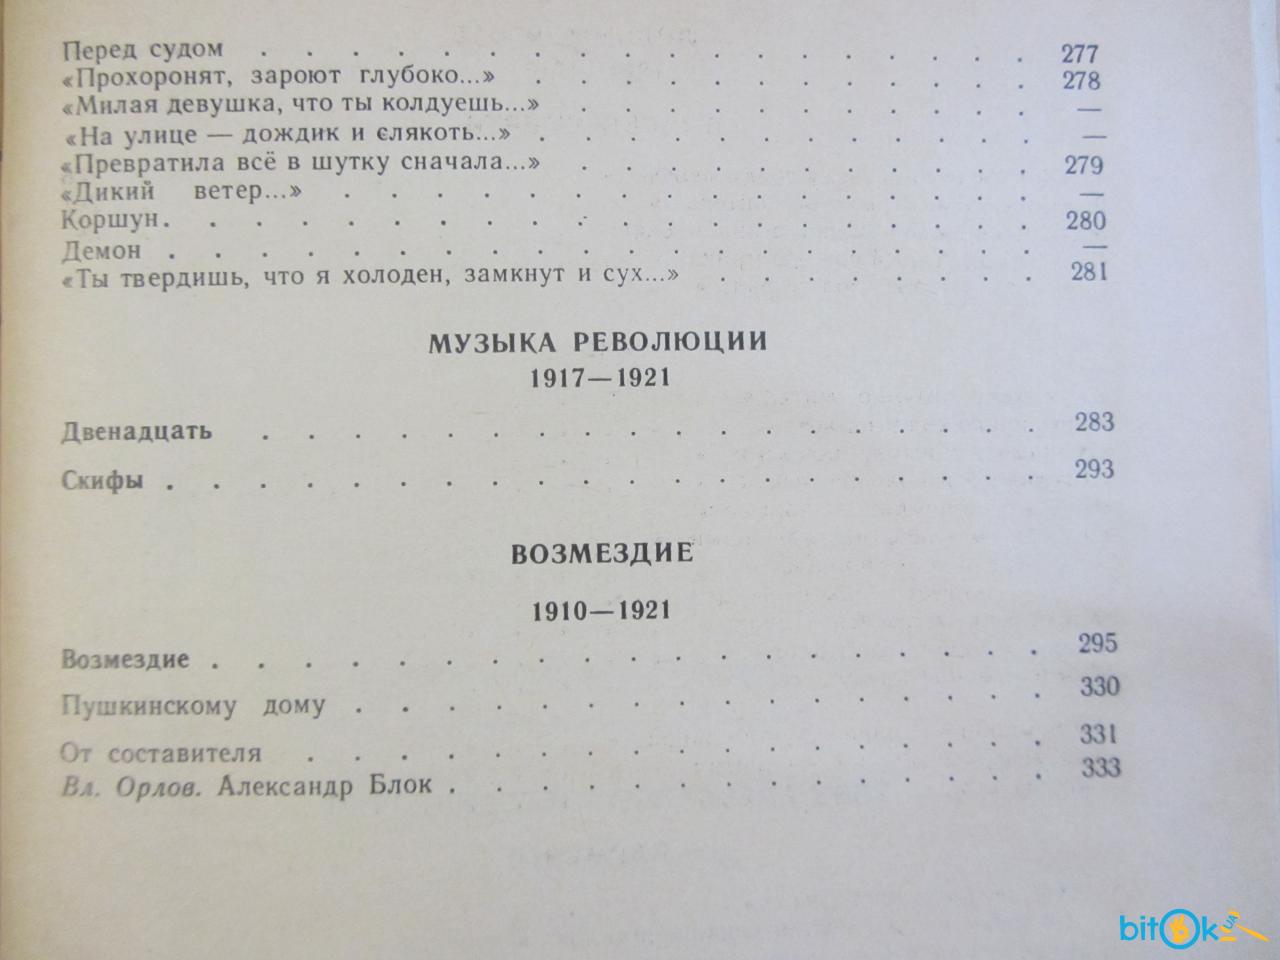 Перед судом . . . . . . . . . . . . . . . . . 277
«Прохоронят, зароют глубоко...» . . . . . . . . . . . 278
«Милая девушка, что ты колдуешь...» . . . . . . . . . . —
«На улице — дождик и слякоть...» . . . . . . . . . . . —
«Превратила всё в шутку сначала...» . . . . . . . . . . 279
«Дикий ветер...» . . . . . . . . . . . . . . . —
Коршун . . . . . . . . . . . . . . . . . . . 280
Демон . . . . . . . . . . . . . . . . . . . —
«Ты твердишь, что я холоден, замкнут и сух...» . . . . . . . 281
МУЗЫКА РЕВОЛЮЦИИ
1917—1921
Двенадцать . . . . . . . . . . . . . . . . . 283
Скифы . . . . . . . . . . . . . . . . . . . 293
ВОЗМЕЗДИЕ
1910—1921
Возмездие . . . . . . . . . . . . . . . . . . 295
Пушкинскому дому . . . . . . . . . . . . . . . 330
От составителя . . . . . . . . . . . . . . . . 331
Вл. Орлов. Александр Блок . . . . . . . . . . . . . 333
bitok.UA